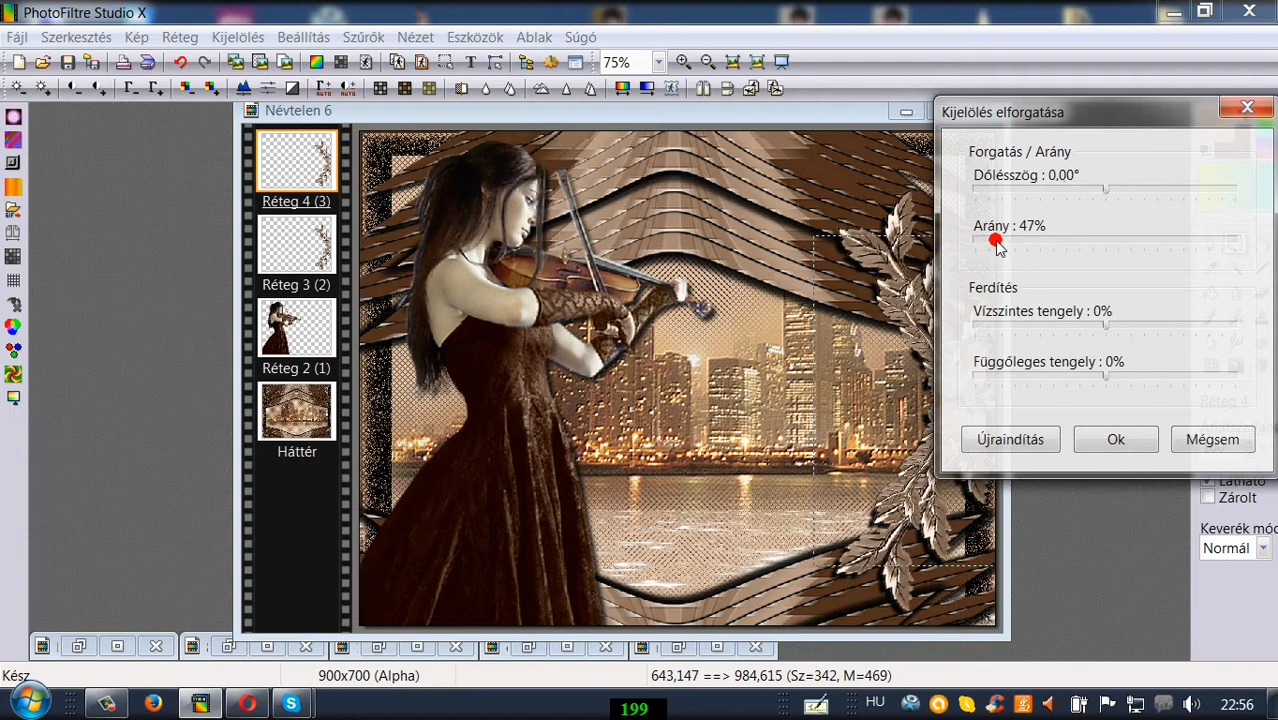 PhotoFiltre Studio X
Fájl Szerkesztés Kép Réteg Kijelölés Beállítás Szűrők Nézet Eszközök Ablak Súgó
75%
Névtelen 6
Réteg 4 (3)
Réteg 3 (2)
Réteg 2 (1)
Háttér
Kijelölés elforgatása
Forgatás / Arány
Dőlésszög : 0,00°
Arány : 47%
Ferdítés
Vízszintes tengely : 0%
Függőleges tengely : 0%
Újraindítás Ok Mégsem
Réteg 4
Látható
Zárolt
Keverék mód
Normál
Kész 900x700 (Alpha) 643,147 ==> 984,615 (Sz=342, M=469)
199
HU
22:56